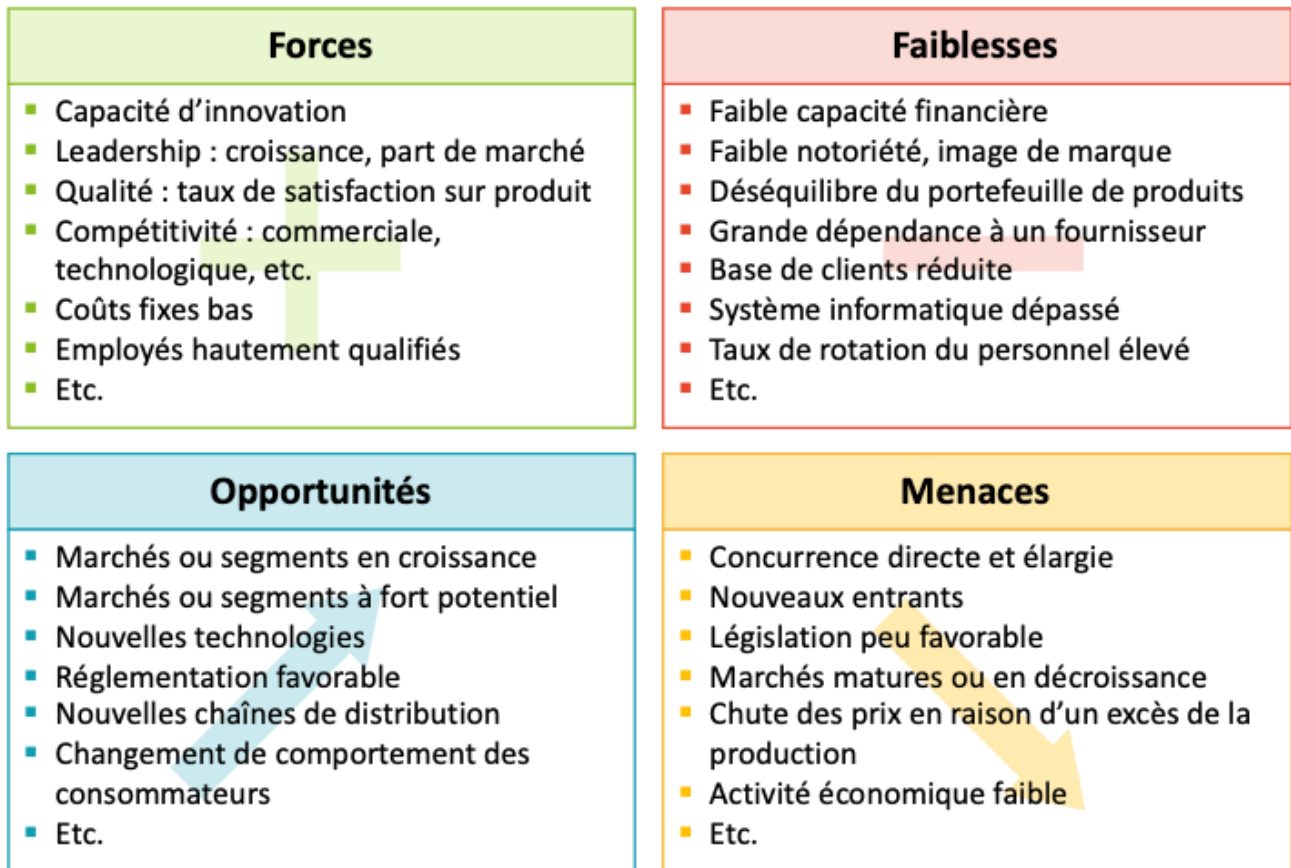 Forces
Capacité d'innovation
Leadership : croissance, part de marché
Qualité : taux de satisfaction sur produit
Compétitivité : commerciale,
technologique, etc.
Coûts fixes bas
Employés hautement qualifiés
Etc.
Faiblesses
Faible capacité financière
Faible notoriété, image de marque
Déséquilibre du portefeuille de produits
Grande dépendance à un fournisseur
Base de clients réduite
Système informatique dépassé
Taux de rotation du personnel élevé
Etc.
Opportunités
Marchés ou segments en croissance
Marchés ou segments à fort potentiel
Nouvelles technologies
Réglementation favorable
Nouvelles chaînes de distribution
Changement de comportement des
consommateurs
Etc.
Menaces
Concurrence directe et élargie
Nouveaux entrants
Législation peu favorable
Marchés matures ou en décroissance
Chute des prix en raison d'un excès de la
production
Activité économique faible
Etc.